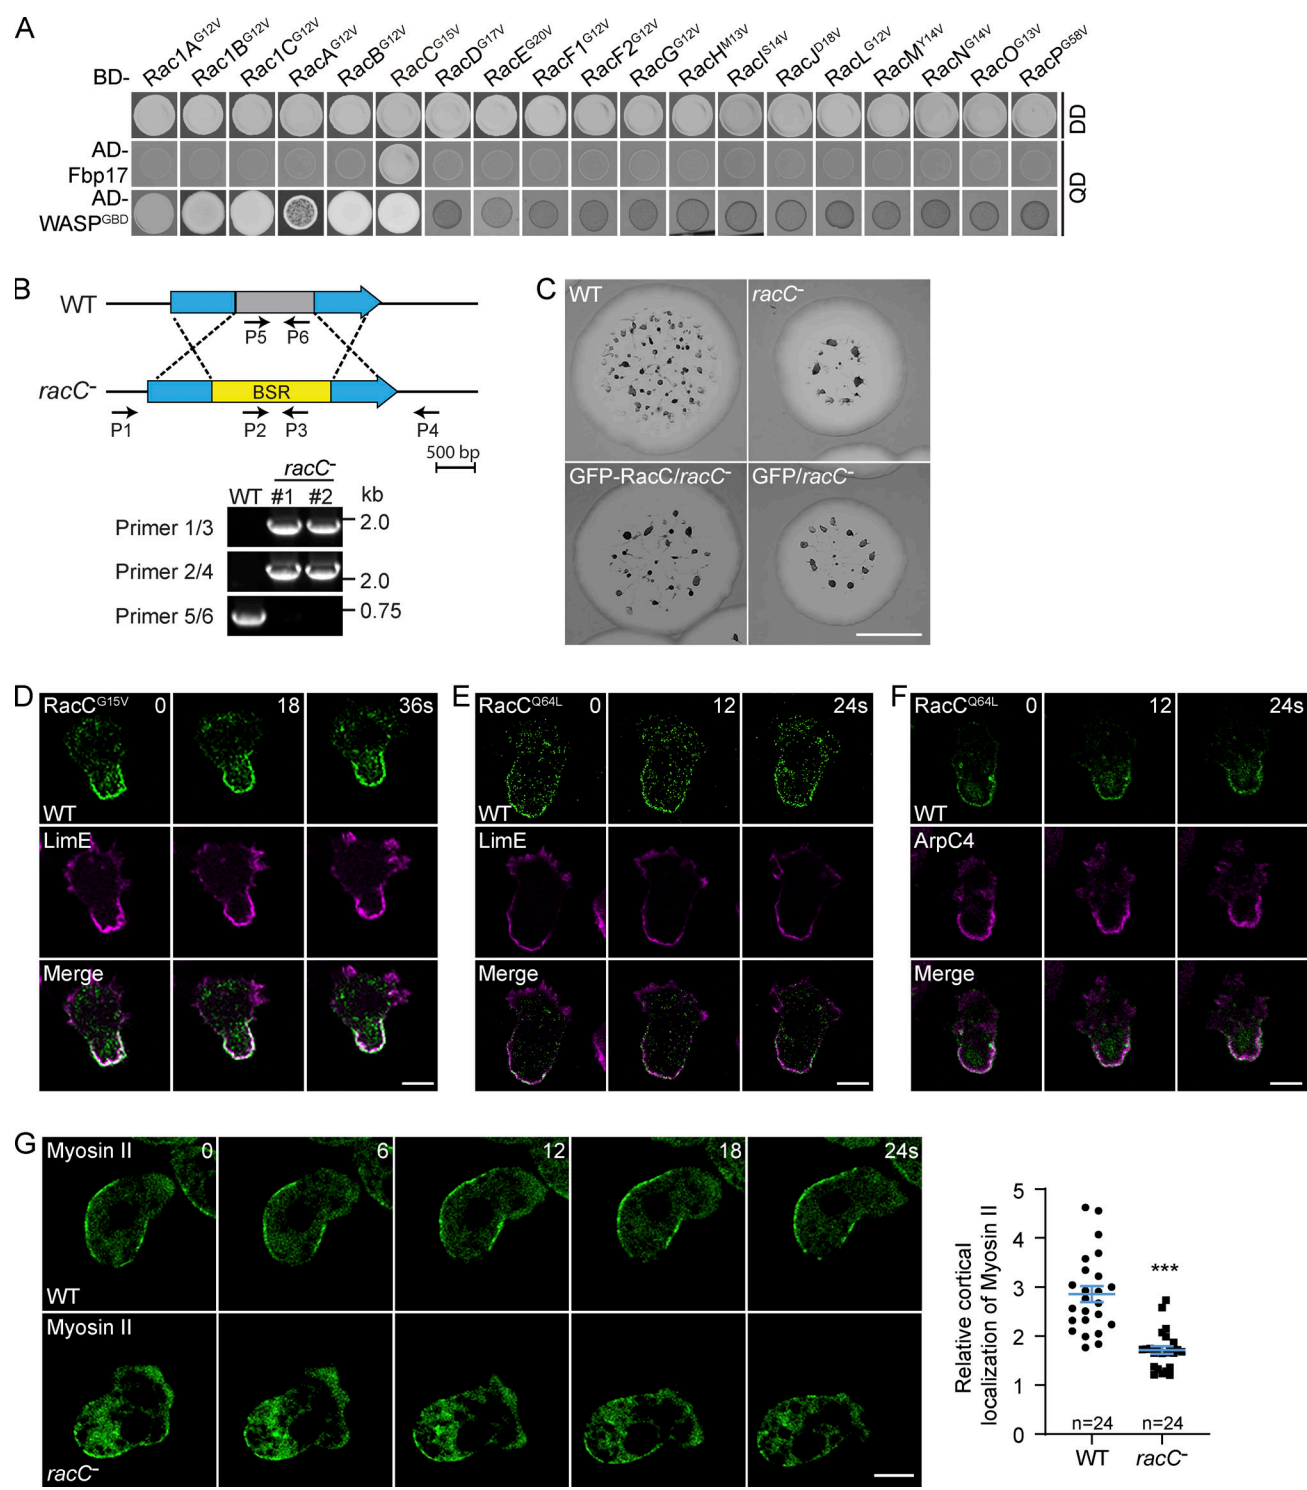 A
BD- Rac1A^G12V Rac1B^G12V Rac1C^G12V RacA^G12V RacB^G12V RacC^G15V RacD^G17V RacE^G20V RacF1^G12V RacF2^G12V RacG^G12V RacH^M13V RacI^S14V RacJ^D18V RacL^G12V RacM^Y14V RacN^G14V RacO^G13V RacP^G58V
DD
AD-
Fbp17
AD-
WASP^GBD
QD
B
WT
P5 P6
racC-
BSR
P1 P2 P3 P4
500 bp
racC-
WT #1 #2 kb
Primer 1/3 2.0
Primer 2/4 2.0
Primer 5/6 0.75
C
WT racC-
GFP-RacC/racC- GFP/racC-
D
RacC^G15V 0 18 36s
WT
LimE
Merge
E
RacC^Q64L 0 12 24s
WT
LimE
Merge
F
RacC^Q64L 0 12 24s
WT
ArpC4
Merge
G
Myosin II 0 6 12 18 24s
WT
Myosin II
racC-
Relative cortical
localization of Myosin II
5
4
3
2
1
0
***
n=24 n=24
WT racC-